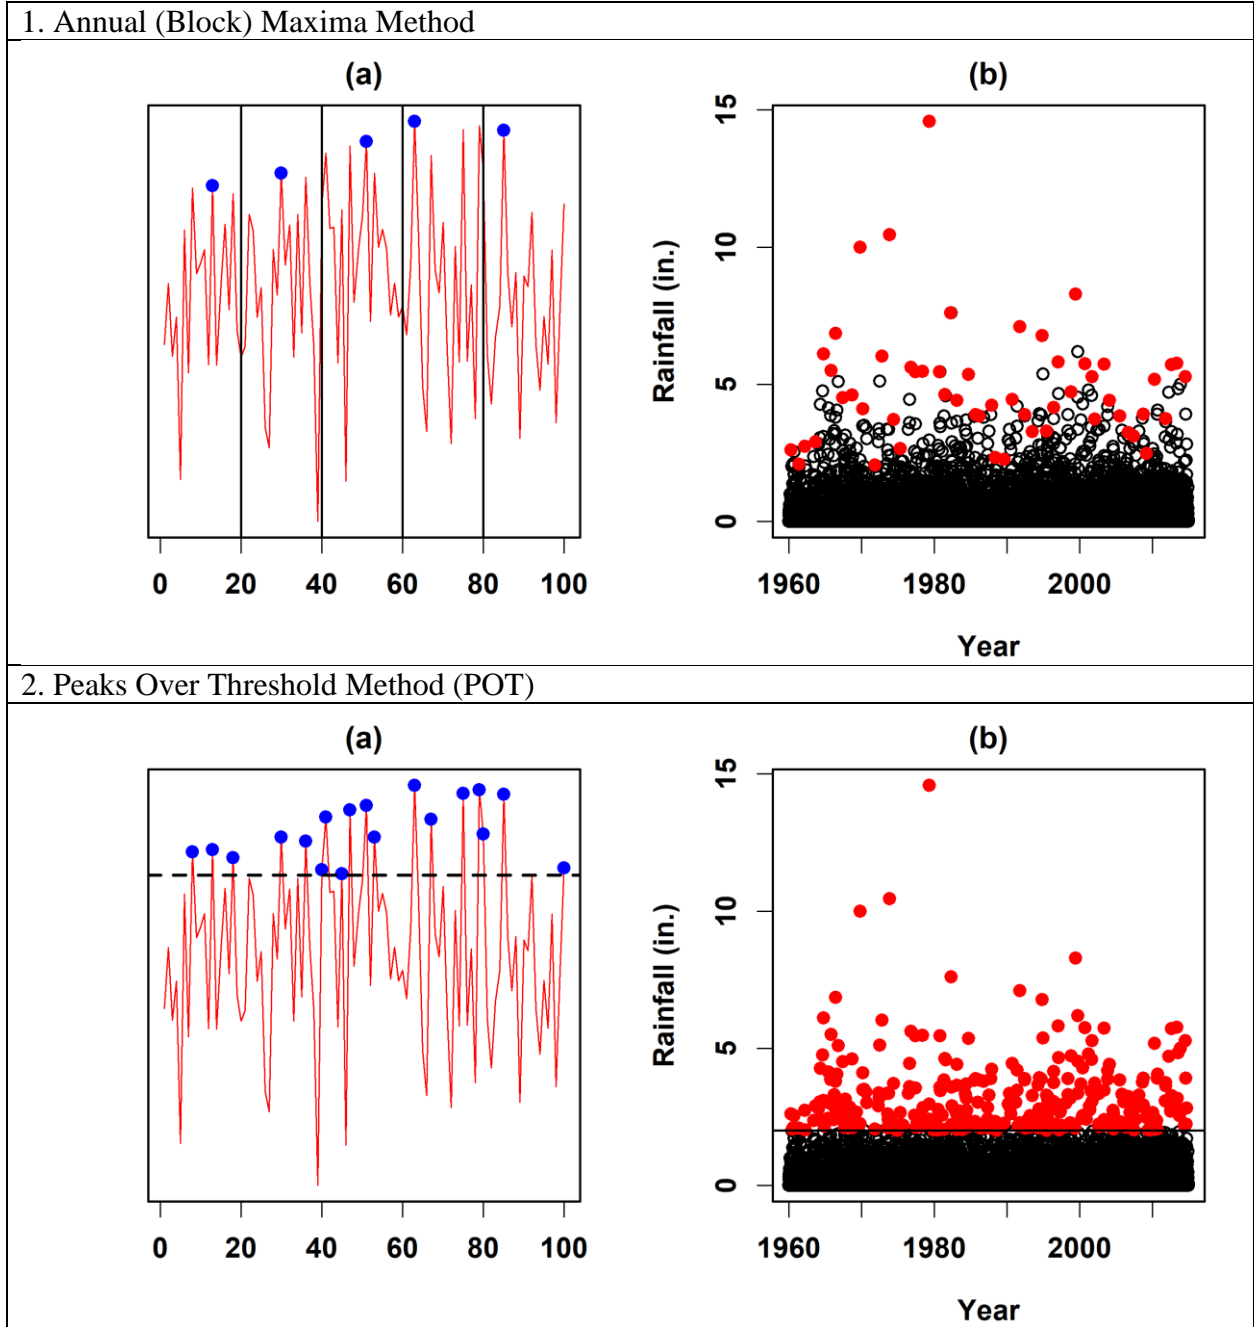 1. Annual (Block) Maxima Method
(a)
(b)
15
10
5
0
Rainfall (in.)
0 20 40 60 80 100
1960 1980 2000
Year
2. Peaks Over Threshold Method (POT)
(a)
(b)
15
10
5
0
Rainfall (in.)
0 20 40 60 80 100
1960 1980 2000
Year